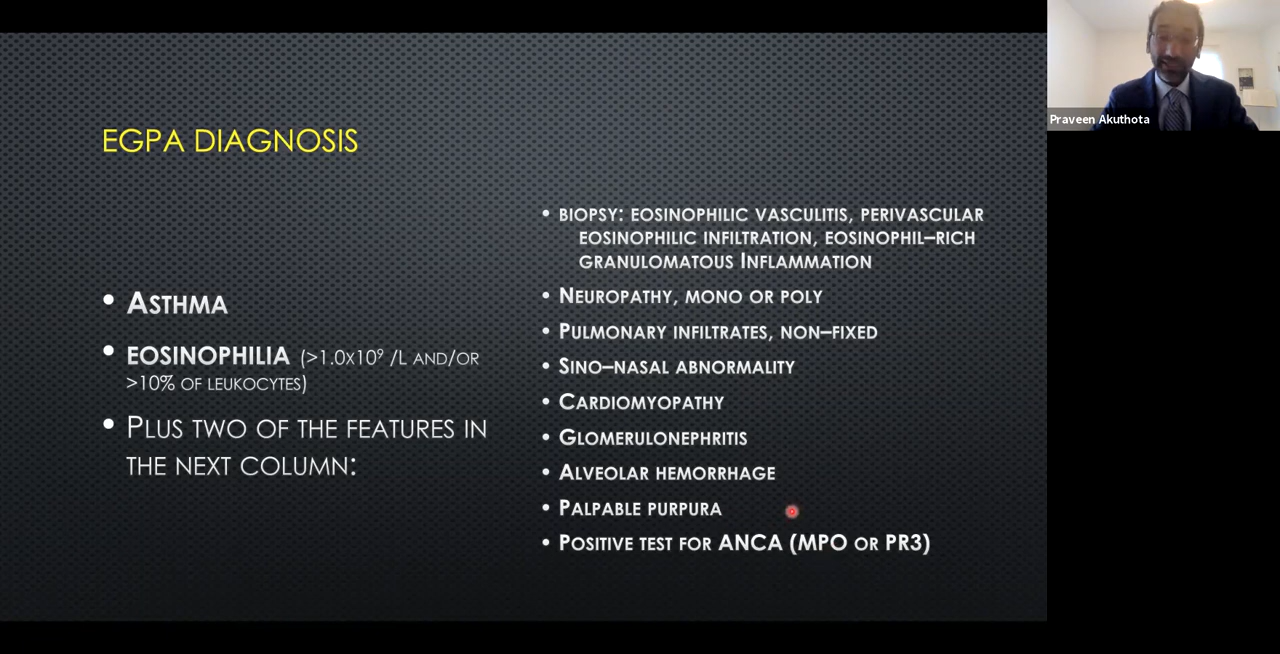 EGPA DIAGNOSIS
• ASTHMA
• EOSINOPHILIA (>1.0X10⁹ /L AND/OR
>10% OF LEUKOCYTES)
• PLUS TWO OF THE FEATURES IN
THE NEXT COLUMN:
• BIOPSY: EOSINOPHILIC VASCULITIS, PERIVASCULAR
EOSINOPHILIC INFILTRATION, EOSINOPHIL–RICH
GRANULOMATOUS INFLAMMATION
• NEUROPATHY, MONO OR POLY
• PULMONARY INFILTRATES, NON–FIXED
• SINO–NASAL ABNORMALITY
• CARDIOMYOPATHY
• GLOMERULONEPHRITIS
• ALVEOLAR HEMORRHAGE
• PALPABLE PURPURA
• POSITIVE TEST FOR ANCA (MPO OR PR3)
Praveen Akuthota